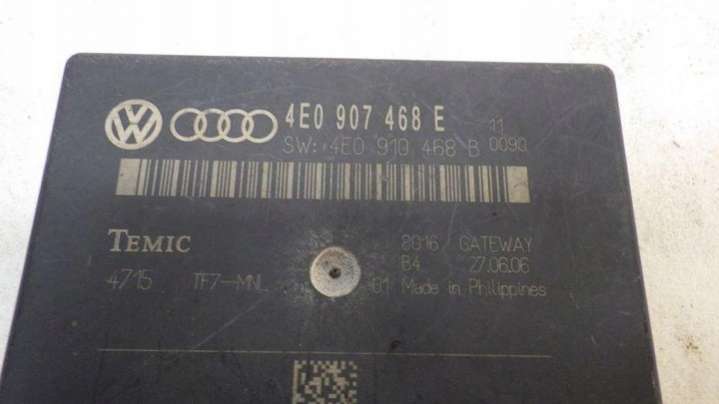 4E0 907 468 E 11
SW: 4E0 910 468 B 0090
TEMIC 8016 GATEWAY
B4 27.06.06
4715 TF7-MNL 01 Made in Philippines